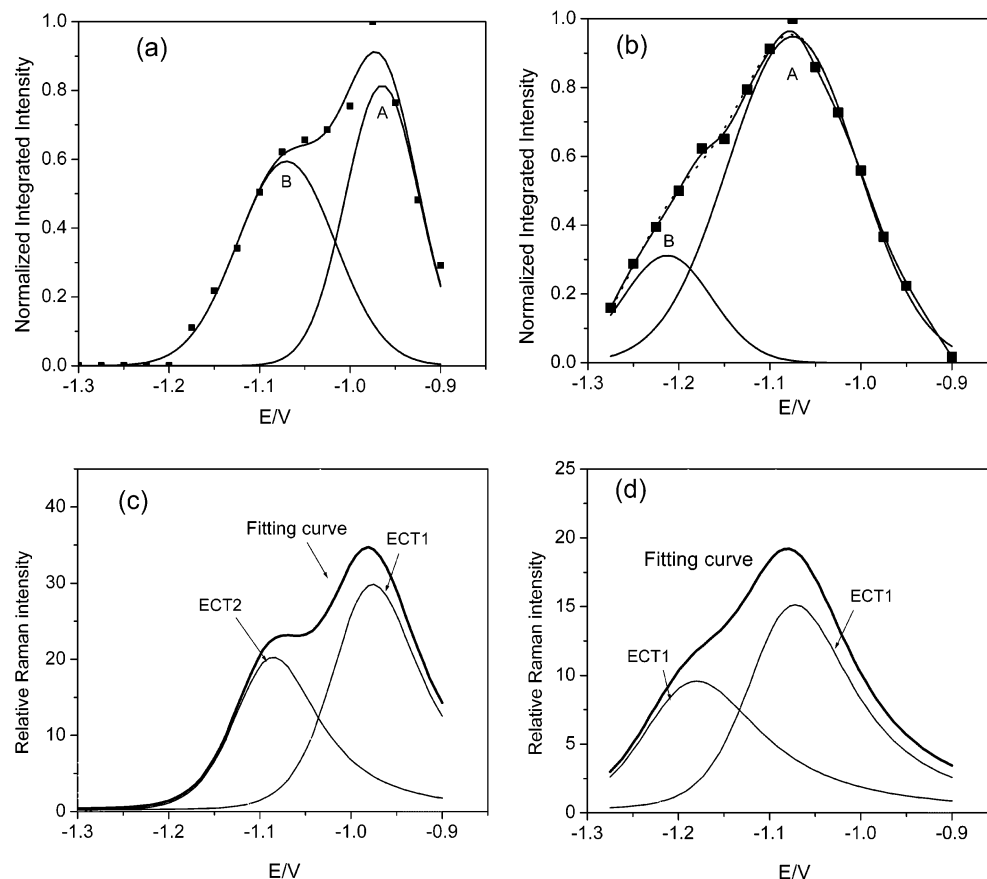 (a)
Normalized Integrated Intensity
1.0
0.8
0.6
0.4
0.2
0.0
A
B
-1.3
-1.2
-1.1
-1.0
-0.9
E/V
(b)
Normalized Integrated Intensity
1.0
0.8
0.6
0.4
0.2
0.0
A
B
-1.3
-1.2
-1.1
-1.0
-0.9
E/V
(c)
Relative Raman intensity
40
30
20
10
0
Fitting curve
ECT1
ECT2
-1.3
-1.2
-1.1
-1.0
-0.9
E/V
(d)
Relative Raman intensity
25
20
15
10
5
0
Fitting curve
ECT1
ECT1
-1.3
-1.2
-1.1
-1.0
-0.9
E/V